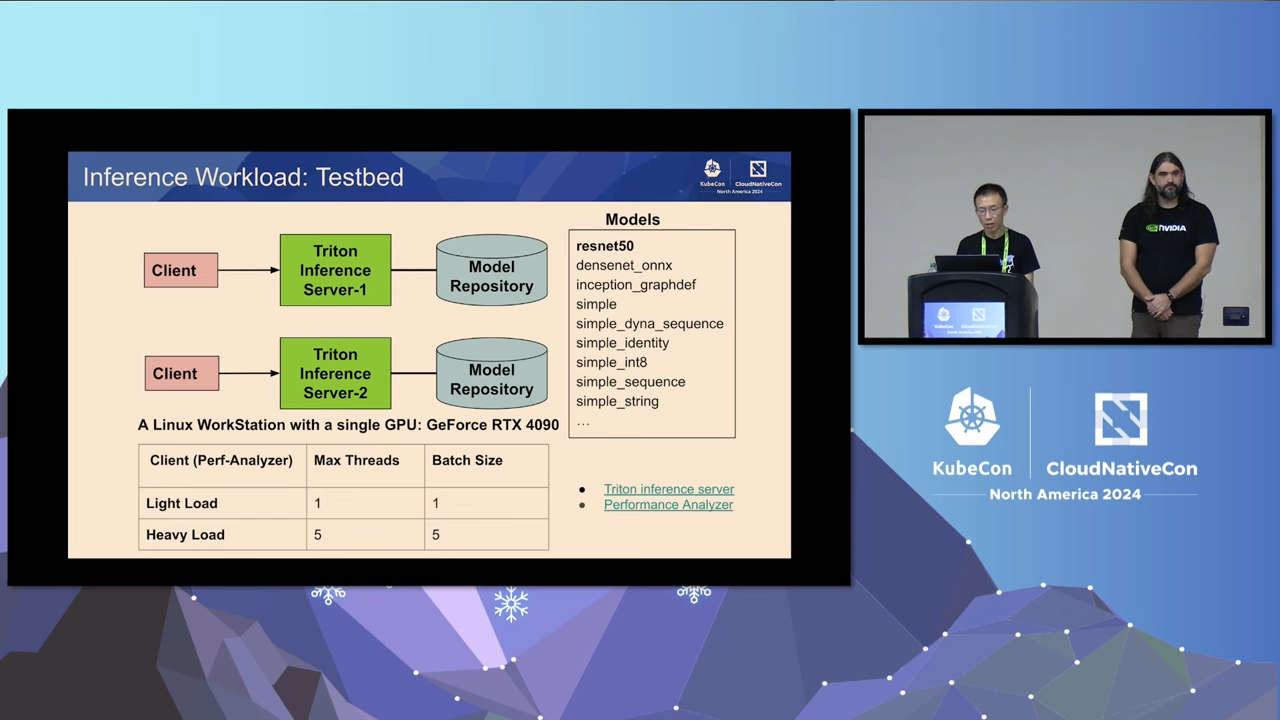 Inference Workload: Testbed
KubeCon
CloudNativeCon
North America 2024
Client
Triton
Inference
Server-1
Model
Repository
Client
Triton
Inference
Server-2
Model
Repository
Models
resnet50
densenet_onnx
inception_graphdef
simple
simple_dyna_sequence
simple_identity
simple_int8
simple_sequence
simple_string
...
A Linux WorkStation with a single GPU: GeForce RTX 4090
Client (Perf-Analyzer) Max Threads Batch Size
Light Load 1 1
Heavy Load 5 5
● Triton inference server
● Performance Analyzer
NVIDIA
KubeCon
CloudNativeCon
North America 2024